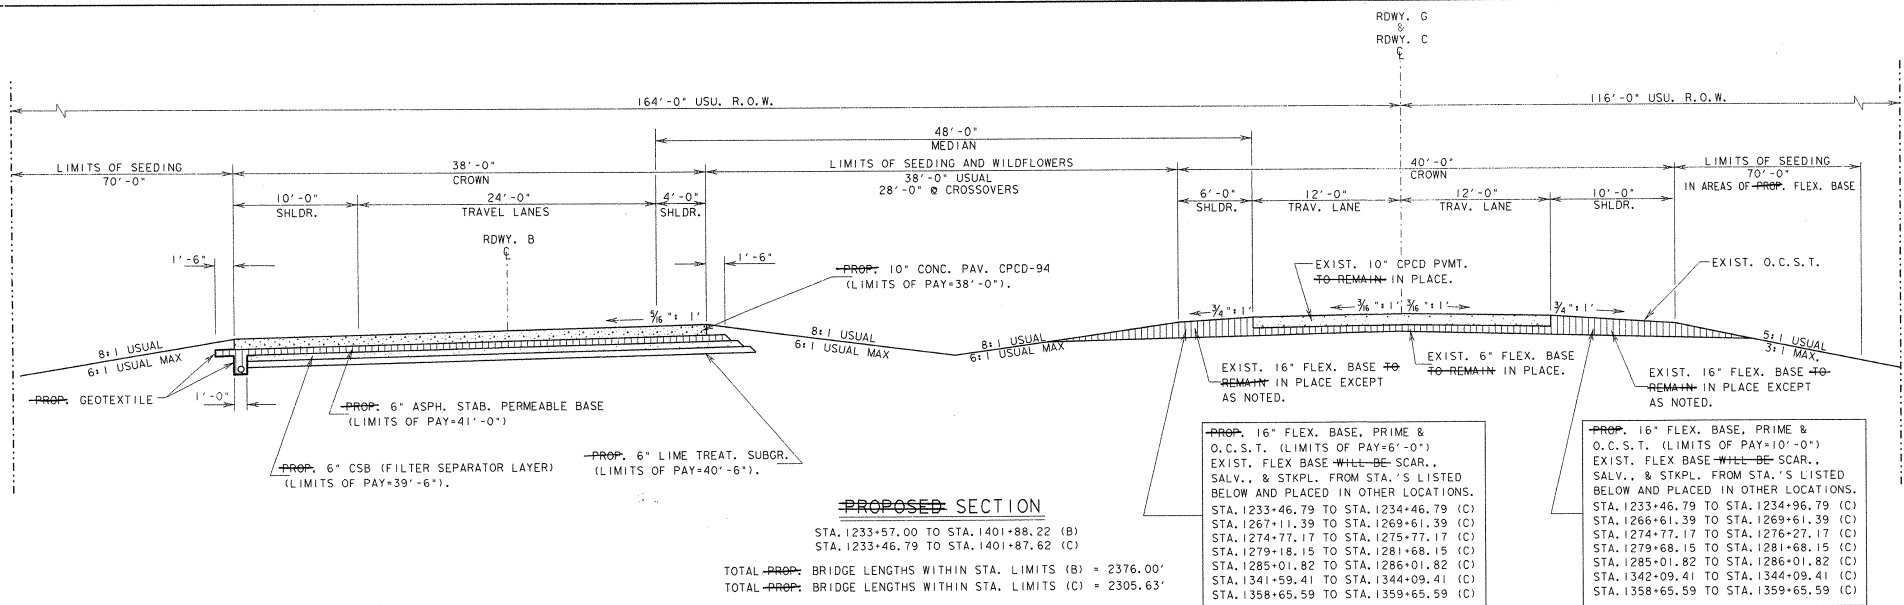 RDWY. G
&
RDWY. C
℄
164'-0" USU. R.O.W.
116'-0" USU. R.O.W.
48'-0"
MEDIAN
LIMITS OF SEEDING
70'-0"
38'-0"
CROWN
LIMITS OF SEEDING AND WILDFLOWERS
38'-0" USUAL
28'-0" @ CROSSOVERS
40'-0"
CROWN
LIMITS OF SEEDING
70'-0"
IN AREAS OF PROP. FLEX. BASE
10'-0"
SHLDR.
24'-0"
TRAVEL LANES
4'-0"
SHLDR.
6'-0"
SHLDR.
12'-0"
TRAV. LANE
12'-0"
TRAV. LANE
10'-0"
SHLDR.
RDWY. B
℄
1'-6"
1'-6"
PROP. 10" CONC. PAV. CPCD-94
(LIMITS OF PAY=38'-0").
EXIST. 10" CPCD PVMT.
TO REMAIN IN PLACE.
EXIST. O.C.S.T.
5/16 ": 1'
3/4 ": 1'
3/16 ": 1'
3/16 ": 1'
3/4 ": 1'
8:1 USUAL
6:1 USUAL MAX
8:1 USUAL
6:1 USUAL MAX
8:1 USUAL
6:1 USUAL MAX
5:1 USUAL
3:1 MAX.
PROP. GEOTEXTILE
1'-0"
PROP. 6" ASPH. STAB. PERMEABLE BASE
(LIMITS OF PAY=41'-0")
PROP. 6" CSB (FILTER SEPARATOR LAYER)
(LIMITS OF PAY=39'-6").
PROP. 6" LIME TREAT. SUBGR.
(LIMITS OF PAY=40'-6").
EXIST. 16" FLEX. BASE TO
REMAIN IN PLACE EXCEPT
AS NOTED.
EXIST. 6" FLEX. BASE
TO REMAIN IN PLACE.
EXIST. 16" FLEX. BASE TO
REMAIN IN PLACE EXCEPT
AS NOTED.
PROPOSED SECTION
STA. 1233+57.00 TO STA. 1401+88.22 (B)
STA. 1233+46.79 TO STA. 1401+87.62 (C)
TOTAL PROP. BRIDGE LENGTHS WITHIN STA. LIMITS (B) = 2376.00'
TOTAL PROP. BRIDGE LENGTHS WITHIN STA. LIMITS (C) = 2305.63'
PROP. 16" FLEX. BASE, PRIME &
O.C.S.T. (LIMITS OF PAY=6'-0")
EXIST. FLEX BASE WILL BE SCAR.,
SALV., & STKPL. FROM STA.'S LISTED
BELOW AND PLACED IN OTHER LOCATIONS.
STA. 1233+46.79 TO STA. 1234+46.79 (C)
STA. 1267+11.39 TO STA. 1269+61.39 (C)
STA. 1274+77.17 TO STA. 1275+77.17 (C)
STA. 1279+18.15 TO STA. 1281+68.15 (C)
STA. 1285+01.82 TO STA. 1286+01.82 (C)
STA. 1341+59.41 TO STA. 1344+09.41 (C)
STA. 1358+65.59 TO STA. 1359+65.59 (C)
PROP. 16" FLEX. BASE, PRIME &
O.C.S.T. (LIMITS OF PAY=10'-0")
EXIST. FLEX BASE WILL BE SCAR.,
SALV., & STKPL. FROM STA.'S LISTED
BELOW AND PLACED IN OTHER LOCATIONS.
STA. 1233+46.79 TO STA. 1234+96.79 (C)
STA. 1266+61.39 TO STA. 1269+61.39 (C)
STA. 1274+77.17 TO STA. 1276+27.17 (C)
STA. 1279+68.15 TO STA. 1281+68.15 (C)
STA. 1285+01.82 TO STA. 1286+01.82 (C)
STA. 1342+09.41 TO STA. 1344+09.41 (C)
STA. 1358+65.59 TO STA. 1359+65.59 (C)